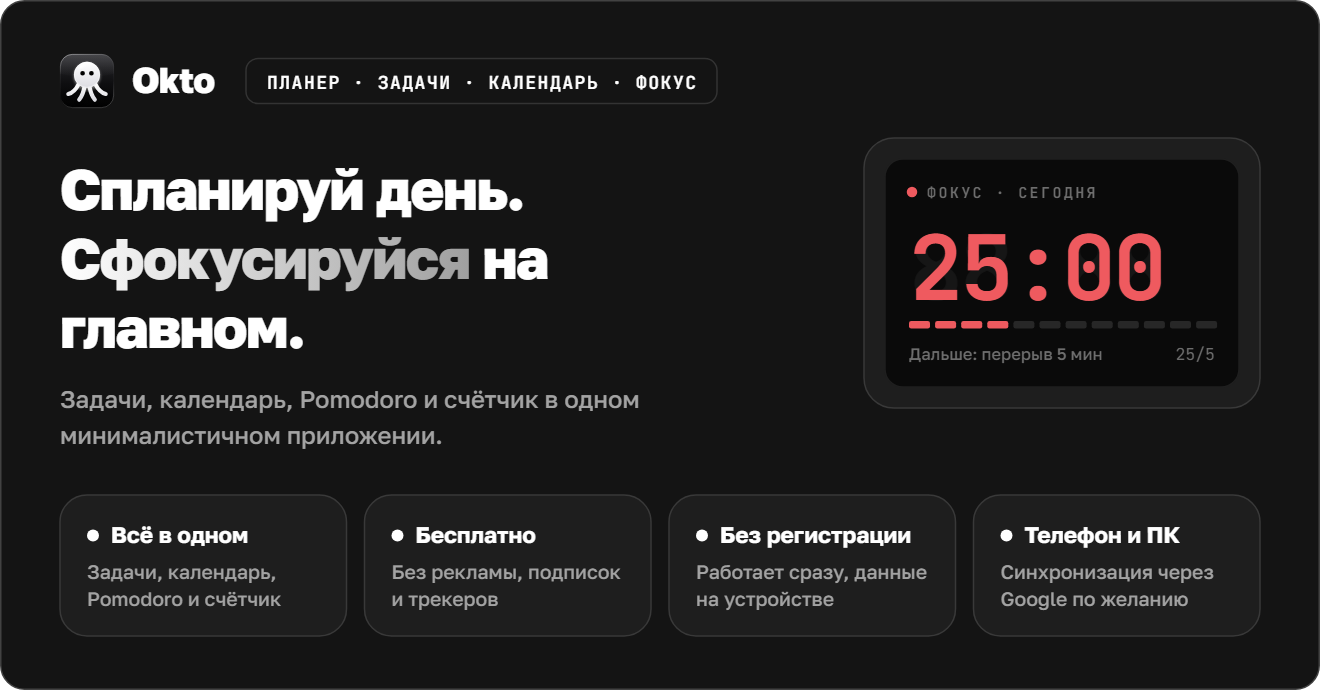 Okto
ПЛАНЕР · ЗАДАЧИ · КАЛЕНДАРЬ · ФОКУС
Спланируй день.
Сфокусируйся на
главном.
Задачи, календарь, Pomodoro и счётчик в одном
минималистичном приложении.
ФОКУС · СЕГОДНЯ
25:00
Дальше: перерыв 5 мин 25/5
Всё в одном
Задачи, календарь,
Pomodoro и счётчик
Бесплатно
Без рекламы, подписок
и трекеров
Без регистрации
Работает сразу, данные
на устройстве
Телефон и ПК
Синхронизация через
Google по желанию